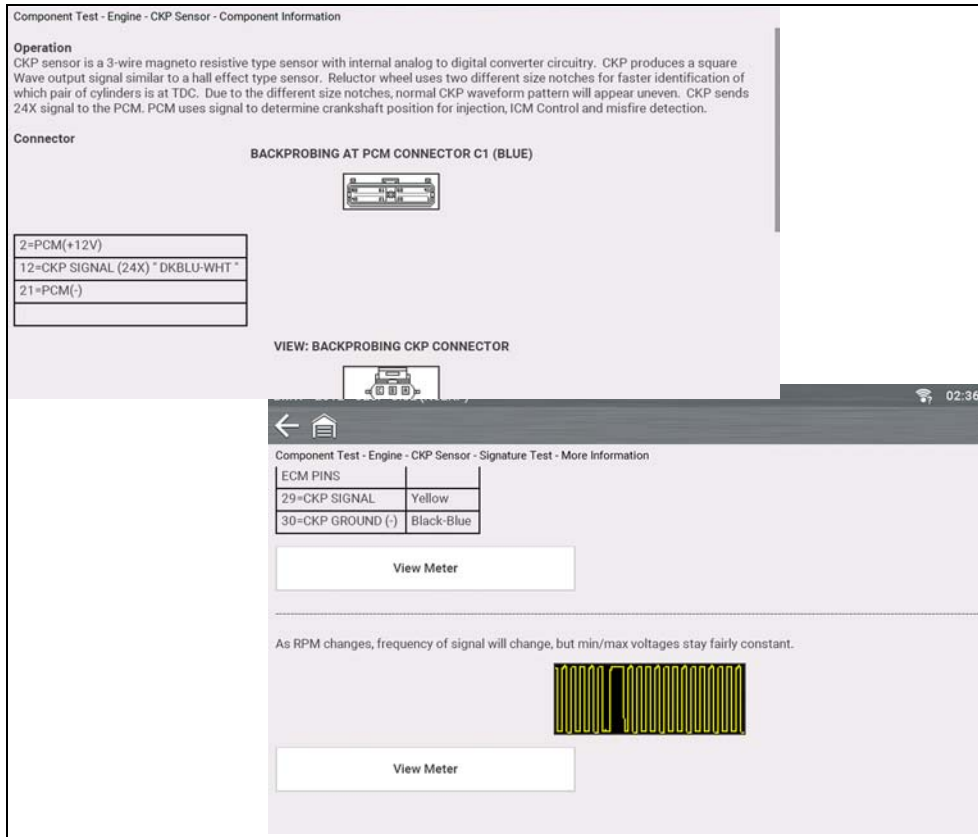 Component Test - Engine - CKP Sensor - Component Information
Operation
CKP sensor is a 3-wire magneto resistive type sensor with internal analog to digital converter circuitry. CKP produces a square
Wave output signal similar to a hall effect type sensor. Reluctor wheel uses two different size notches for faster identification of
which pair of cylinders is at TDC. Due to the different size notches, normal CKP waveform pattern will appear uneven. CKP sends
24X signal to the PCM. PCM uses signal to determine crankshaft position for injection, ICM Control and misfire detection.
Connector
BACKPROBING AT PCM CONNECTOR C1 (BLUE)
2=PCM(+12V)
12=CKP SIGNAL (24X) " DKBLU-WHT "
21=PCM(-)
VIEW: BACKPROBING CKP CONNECTOR
C B A
02:36
Component Test - Engine - CKP Sensor - Signature Test - More Information
ECM PINS
29=CKP SIGNAL Yellow
30=CKP GROUND (-) Black-Blue
View Meter
As RPM changes, frequency of signal will change, but min/max voltages stay fairly constant.
View Meter